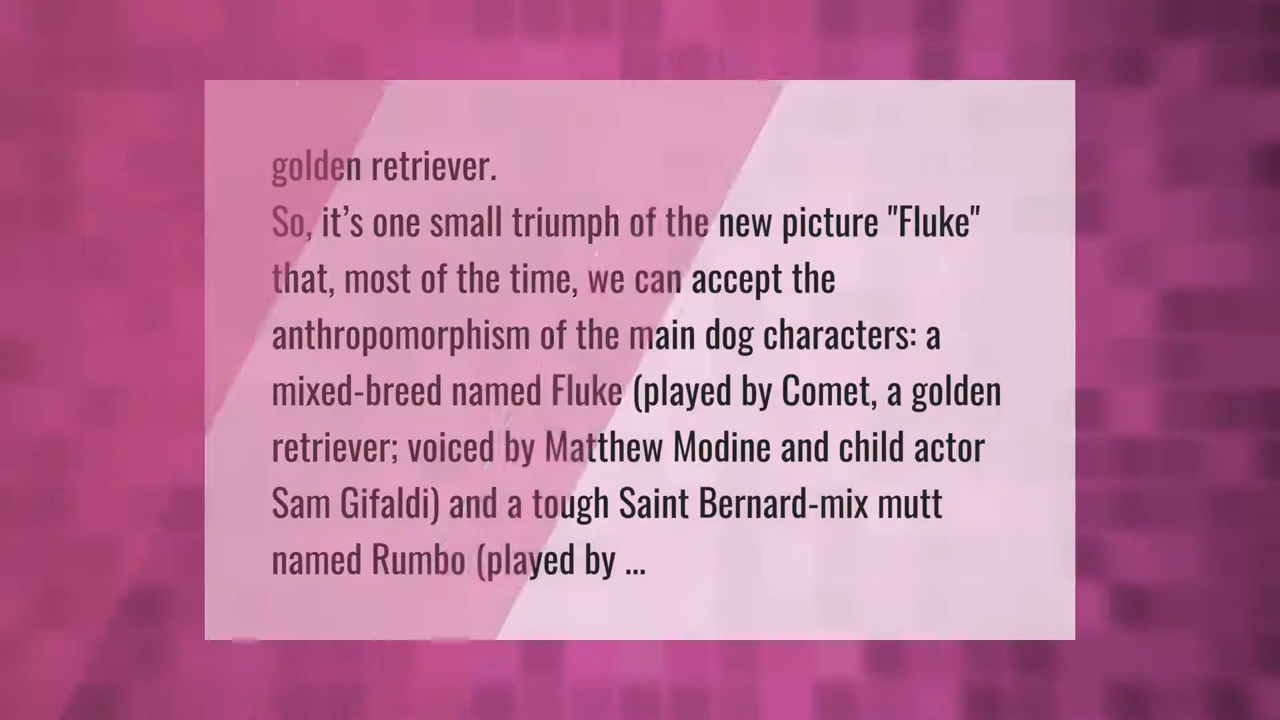 golden retriever.
So, it’s one small triumph of the new picture "Fluke"
that, most of the time, we can accept the
anthropomorphism of the main dog characters: a
mixed-breed named Fluke (played by Comet, a golden
retriever; voiced by Matthew Modine and child actor
Sam Gifaldi) and a tough Saint Bernard-mix mutt
named Rumbo (played by ...